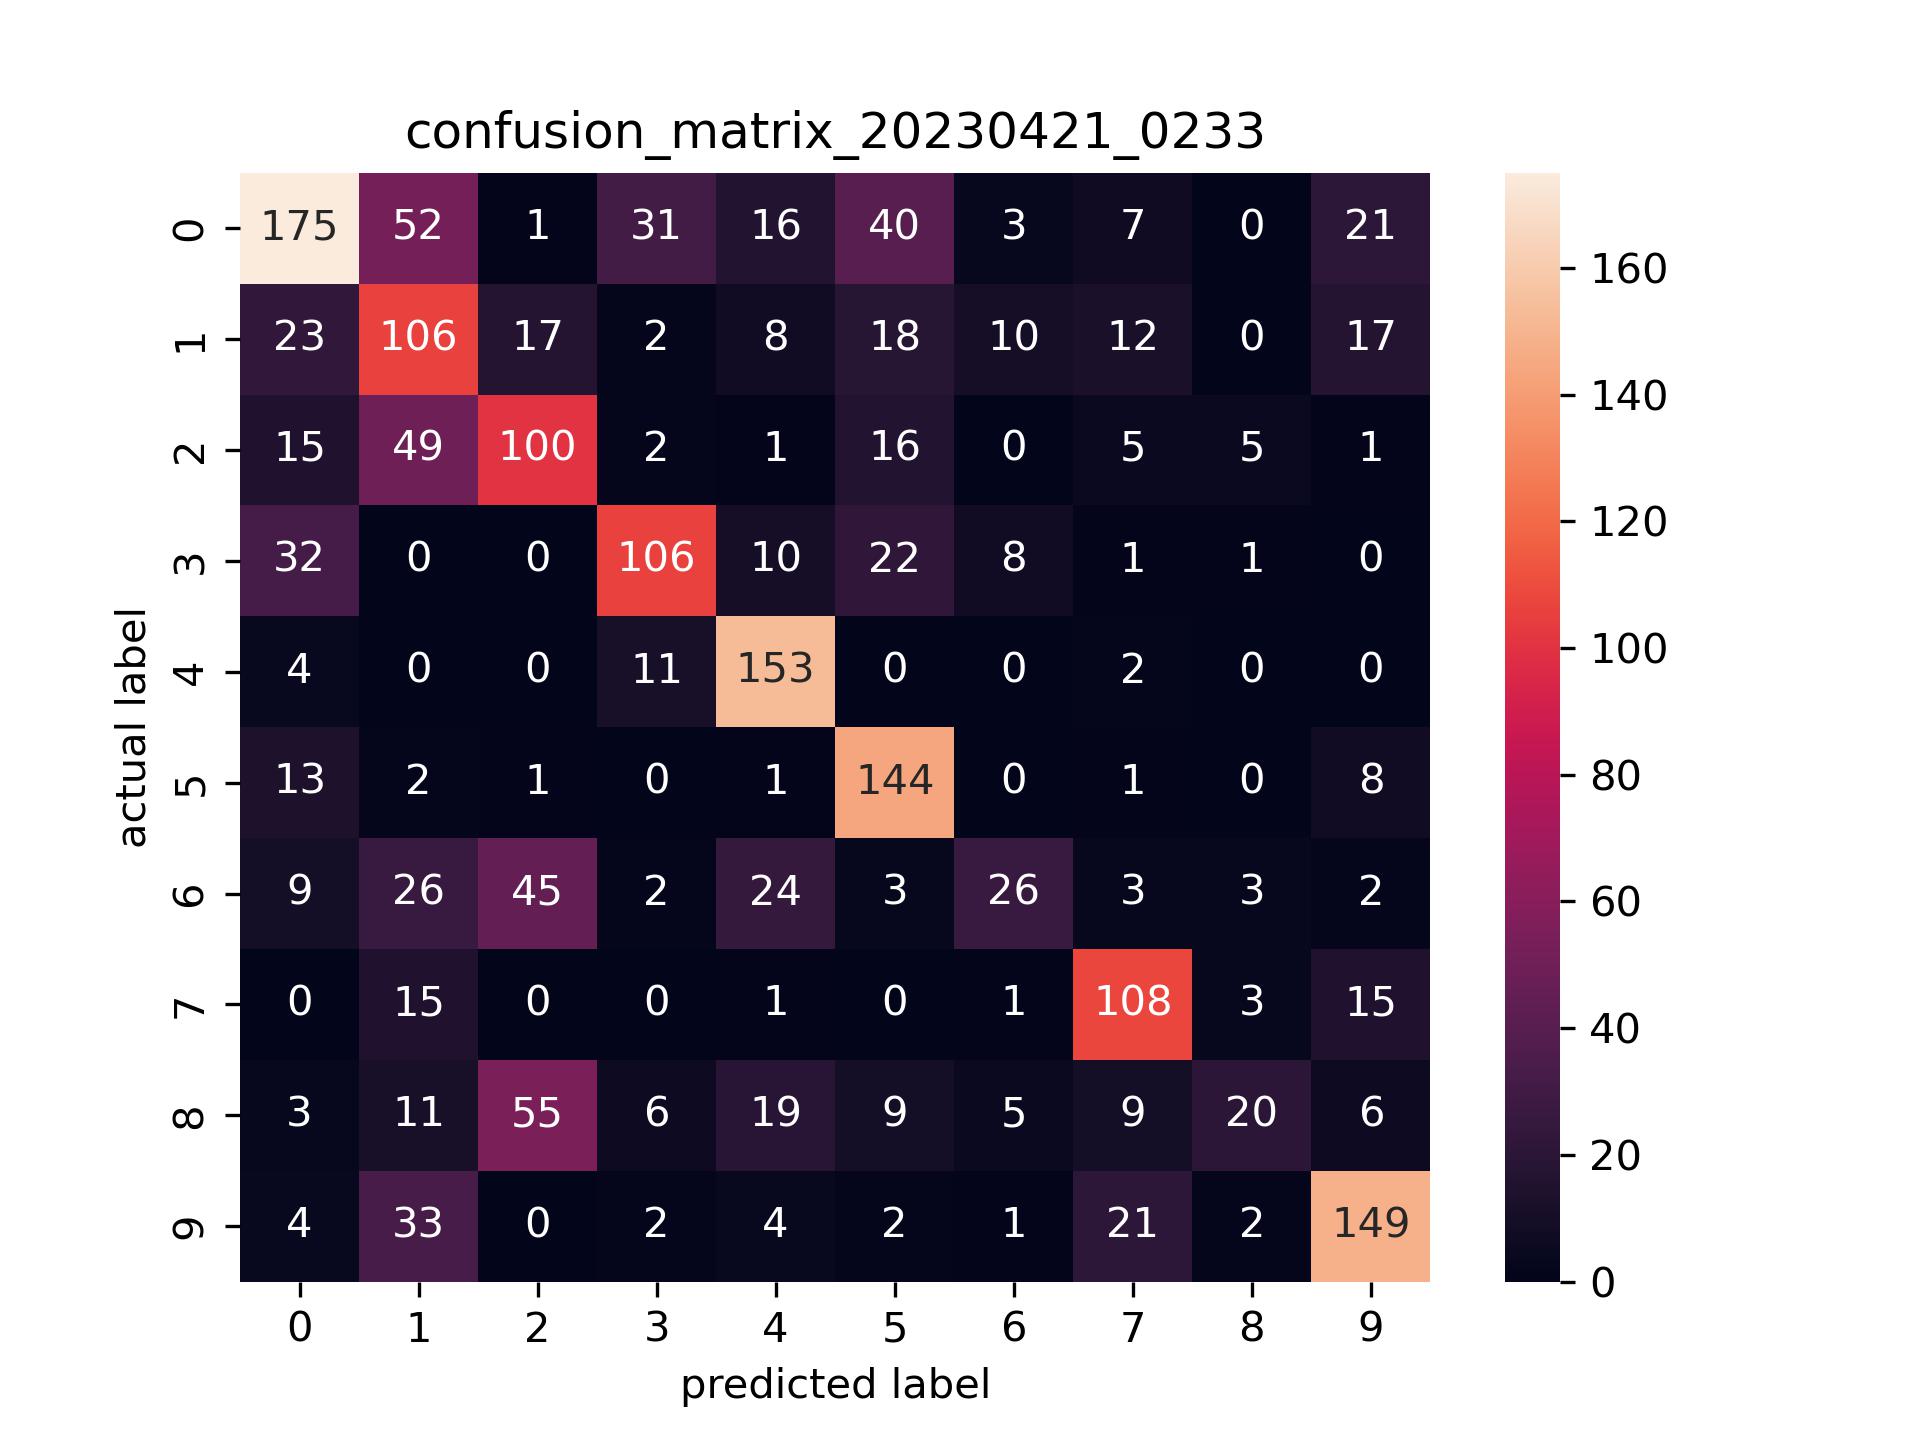 confusion_matrix_20230421_0233
0 175 52 1 31 16 40 3 7 0 21
1 23 106 17 2 8 18 10 12 0 17
2 15 49 100 2 1 16 0 5 5 1
3 32 0 0 106 10 22 8 1 1 0
4 4 0 0 11 153 0 0 2 0 0
5 13 2 1 0 1 144 0 1 0 8
6 9 26 45 2 24 3 26 3 3 2
7 0 15 0 0 1 0 1 108 3 15
8 3 11 55 6 19 9 5 9 20 6
9 4 33 0 2 4 2 1 21 2 149
0 1 2 3 4 5 6 7 8 9
predicted label
actual label
160
140
120
100
80
60
40
20
0